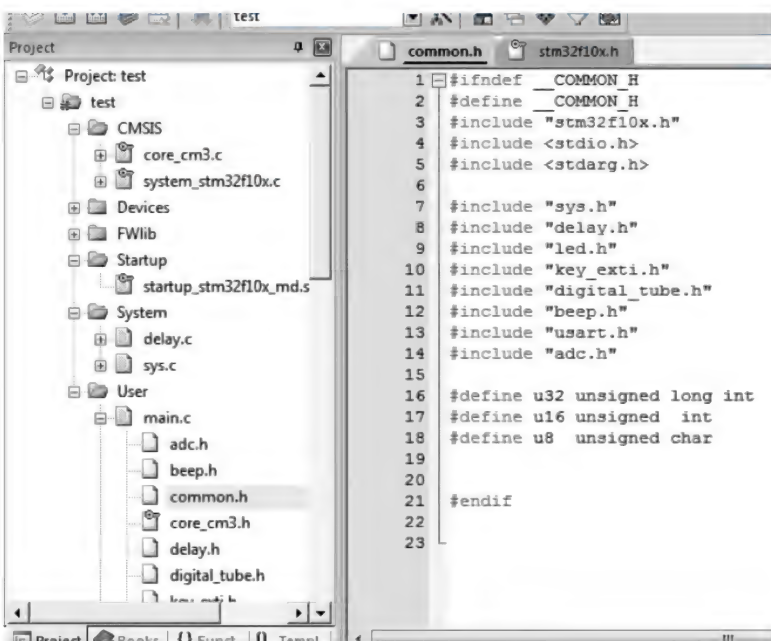 test
Project
Project: test
test
CMSIS
core_cm3.c
system_stm32f10x.c
Devices
FWlib
Startup
startup_stm32f10x_md.s
System
delay.c
sys.c
User
main.c
adc.h
beep.h
common.h
core_cm3.h
delay.h
digital_tube.h
common.h
stm32f10x.h
1 #ifndef __COMMON_H
2 #define __COMMON_H
3 #include "stm32f10x.h"
4 #include <stdio.h>
5 #include <stdarg.h>
6
7 #include "sys.h"
8 #include "delay.h"
9 #include "led.h"
10 #include "key_exti.h"
11 #include "digital_tube.h"
12 #include "beep.h"
13 #include "usart.h"
14 #include "adc.h"
15
16 #define u32 unsigned long int
17 #define u16 unsigned  int
18 #define u8  unsigned char
19
20
21 #endif
22
23
Project
Books
Funct
Templ